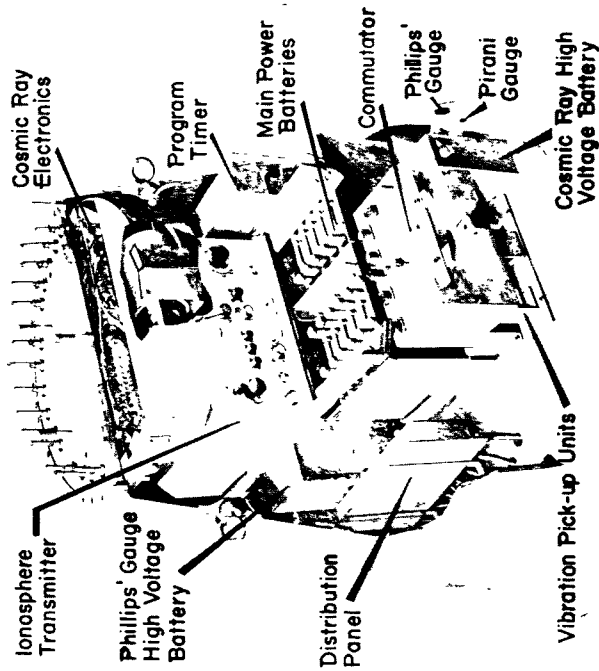 Cosmic Ray
Electronics
Program
Timer
Main Power
Batteries
Commutator
Phillips'
Gauge
Pirani
Gauge
Cosmic Ray High
Voltage Battery
Ionosphere
Transmitter
Phillips' Gauge
High Voltage
Battery
Distribution
Panel
Vibration Pick-up Units